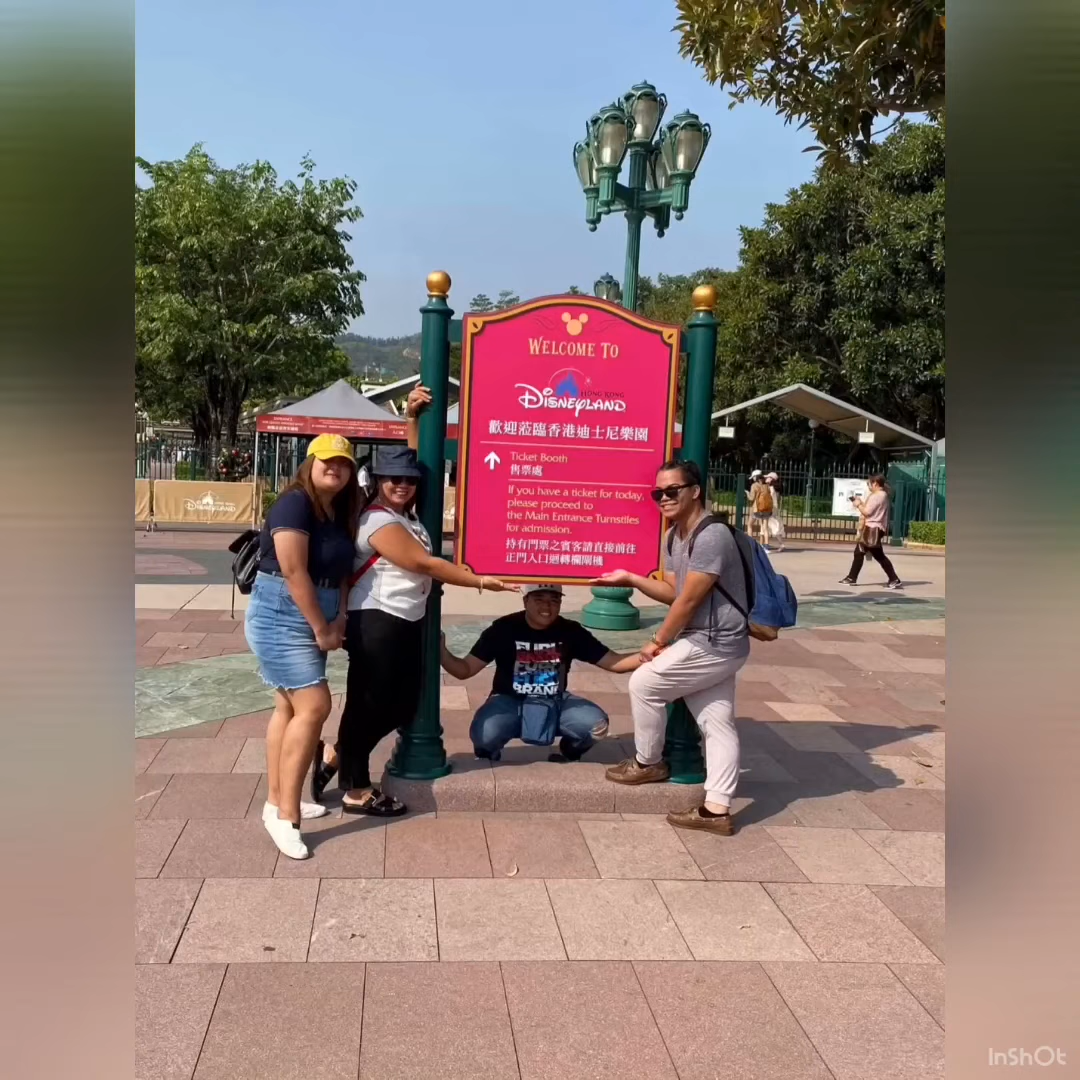 WELCOME TO
HONG KONG
DISNEYLAND
歡迎蒞臨香港迪士尼樂園
Ticket Booth
售票處
If you have a ticket for today,
please proceed to
the Main Entrance Turnstiles
for admission.
持有門票之賓客請直接前往
正門入口迴轉欄閘機
DISNEYLAND
BRAND
InShOt